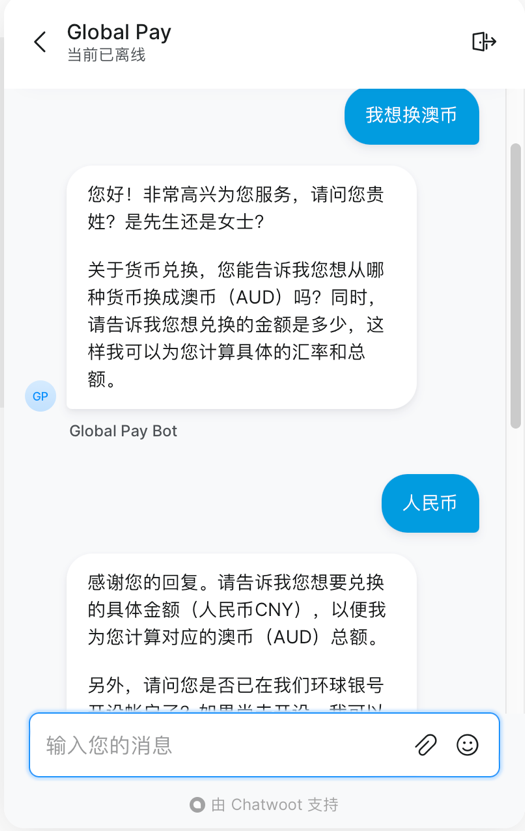 Global Pay
当前已离线
我想换澳币
您好！非常高兴为您服务，请问您贵
姓？是先生还是女士？
关于货币兑换，您能告诉我您想从哪
种货币换成澳币（AUD）吗？同时，
请告诉我您想兑换的金额是多少，这
样我可以为您计算具体的汇率和总
额。
GP
Global Pay Bot
人民币
感谢您的回复。请告诉我您想要兑换
的具体金额（人民币CNY），以便我
为您计算对应的澳币（AUD）总额。
另外，请问您是否已在我们环球银号
输入您的消息
由 Chatwoot 支持